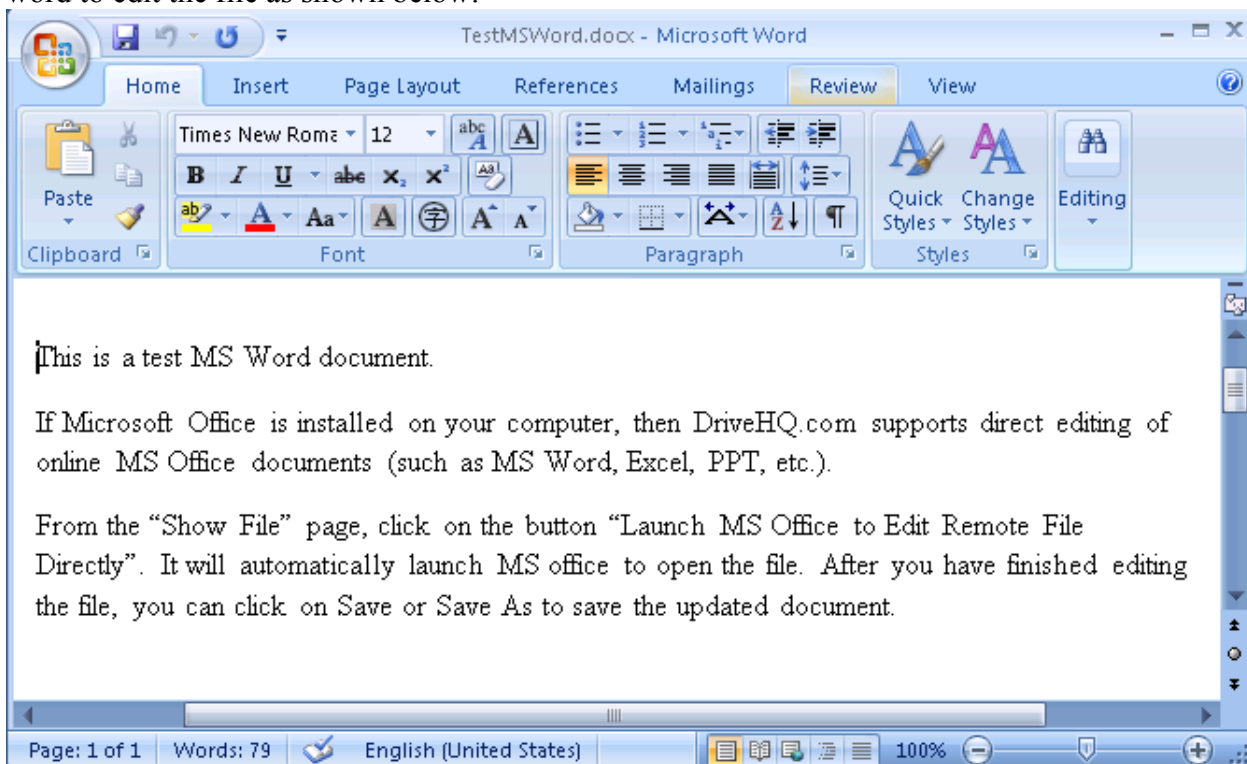 word to edit the file as shown below:
TestMSWord.docx - Microsoft Word
Home Insert Page Layout References Mailings Review View
Times New Roma 12
Paste
Quick Styles Change Styles Editing
Clipboard Font Paragraph Styles
This is a test MS Word document.
If Microsoft Office is installed on your computer, then DriveHQ.com supports direct editing of
online MS Office documents (such as MS Word, Excel, PPT, etc.).
From the “Show File” page, click on the button “Launch MS Office to Edit Remote File
Directly”. It will automatically launch MS office to open the file. After you have finished editing
the file, you can click on Save or Save As to save the updated document.
Page: 1 of 1 Words: 79 English (United States) 100%